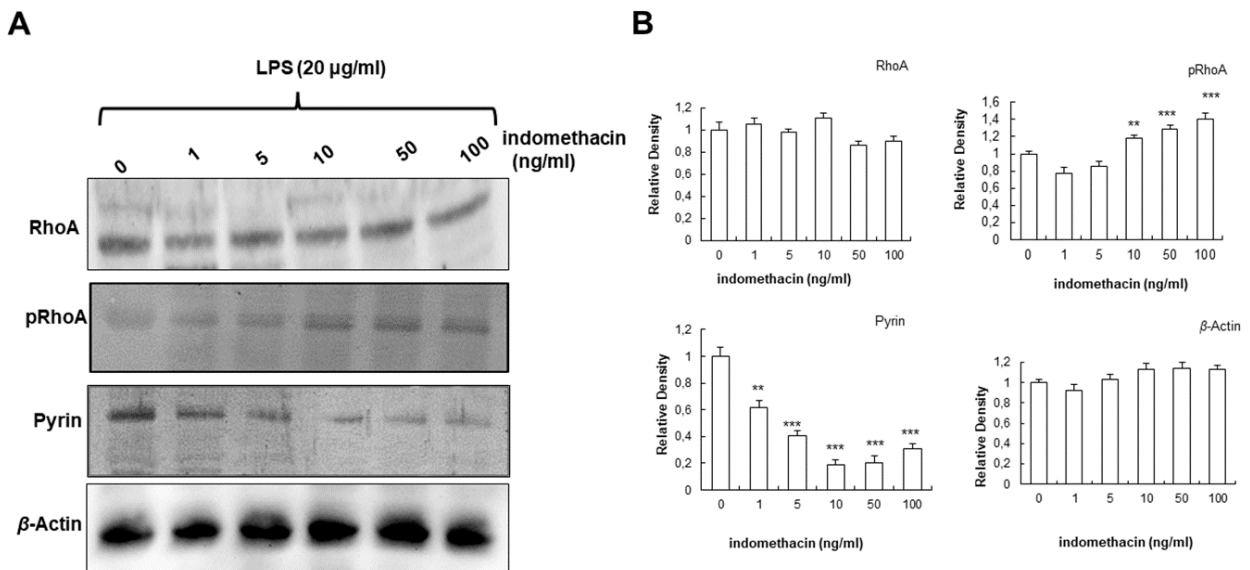 A
LPS (20 µg/ml)
0 1 5 10 50 100 indomethacin
(ng/ml)
RhoA
pRhoA
Pyrin
β-Actin
B
RhoA
Relative Density
1,2
1
0,8
0,6
0,4
0,2
0
0 1 5 10 50 100
indomethacin (ng/ml)
pRhoA
Relative Density
1,6
1,4
1,2
1
0,8
0,6
0,4
0,2
0
** *** ***
0 1 5 10 50 100
indomethacin (ng/ml)
Pyrin
Relative Density
1,2
1
0,8
0,6
0,4
0,2
0
** *** *** *** ***
0 1 5 10 50 100
indomethacin (ng/ml)
β-Actin
Relative Density
1,2
1
0,8
0,6
0,4
0,2
0
0 1 5 10 50 100
indomethacin (ng/ml)